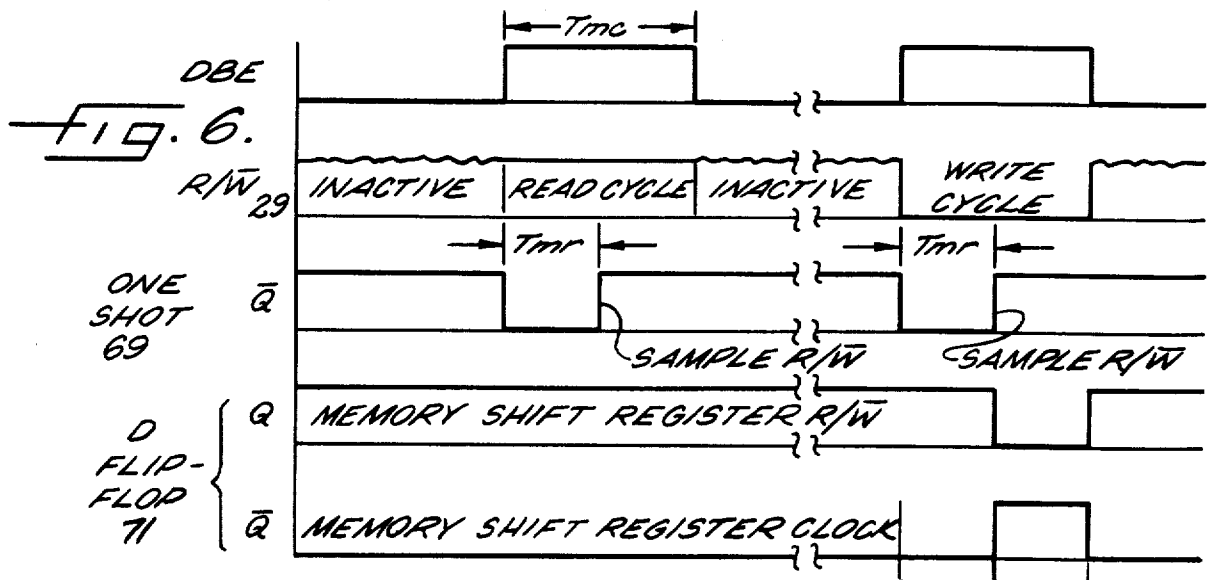 Tmc
DBE
Fig. 6.
R/W̅ 29 INACTIVE READ CYCLE INACTIVE WRITE CYCLE
Tmr Tmr
ONE SHOT 69 Q̅
SAMPLE R/W̅ SAMPLE R/W̅
D FLIP-FLOP 71
Q MEMORY SHIFT REGISTER R/W̅
Q̅ MEMORY SHIFT REGISTER CLOCK